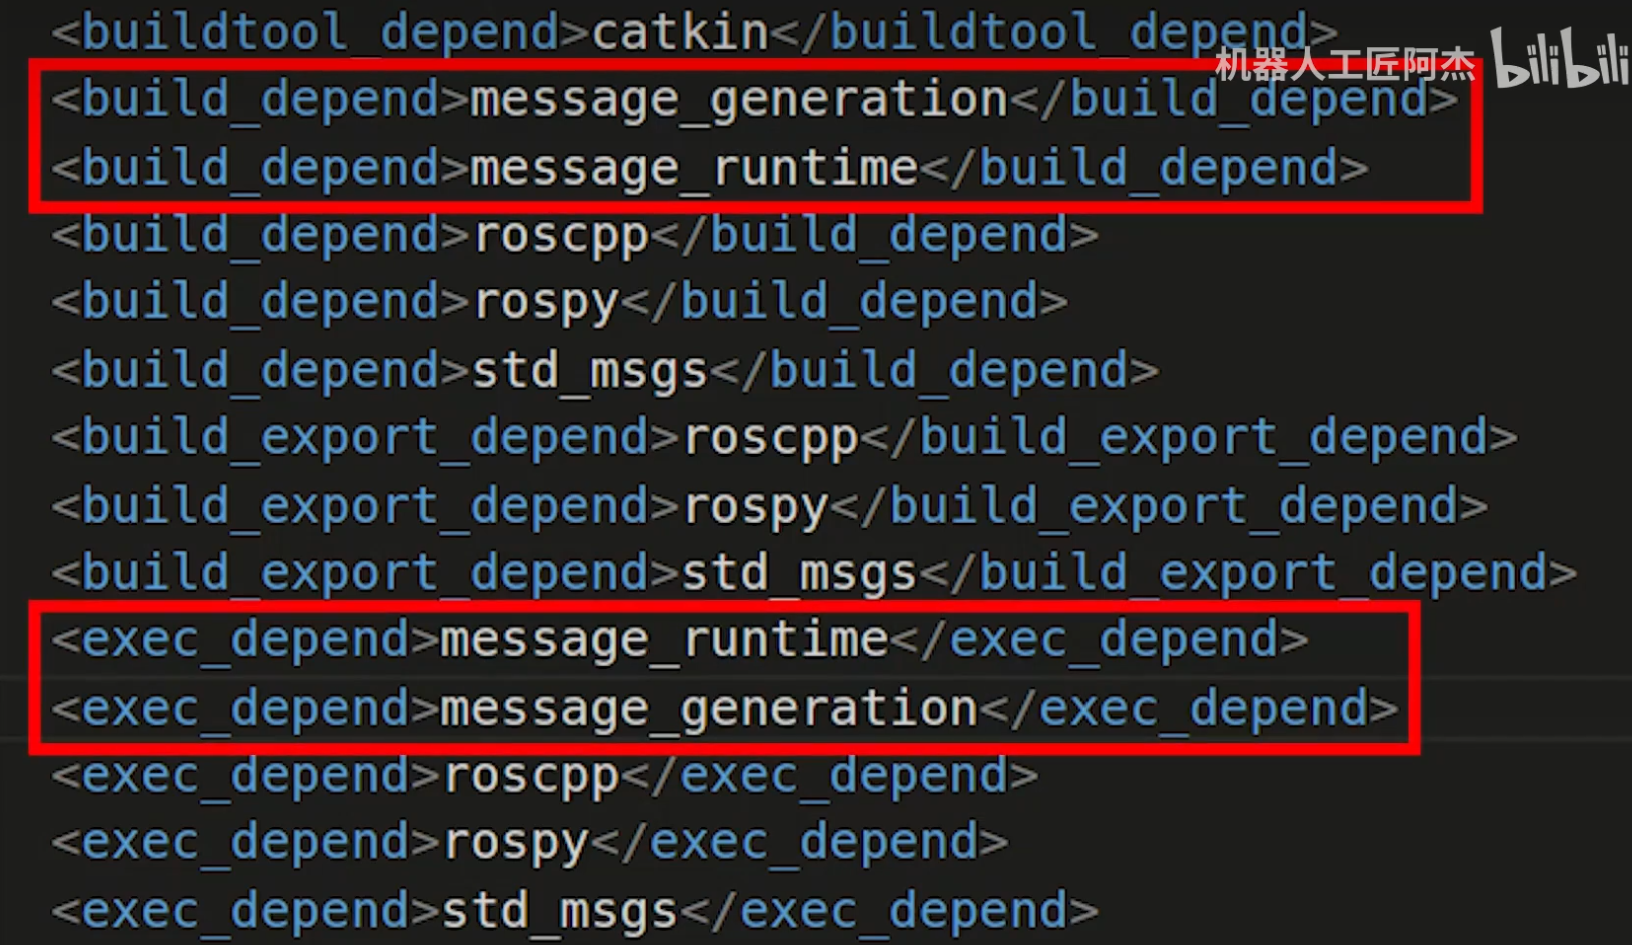 <buildtool_depend>catkin</buildtool_depend>
机器人工匠阿杰 bilibili
<build_depend>message_generation</build_depend>
<build_depend>message_runtime</build_depend>
<build_depend>roscpp</build_depend>
<build_depend>rospy</build_depend>
<build_depend>std_msgs</build_depend>
<build_export_depend>roscpp</build_export_depend>
<build_export_depend>rospy</build_export_depend>
<build_export_depend>std_msgs</build_export_depend>
<exec_depend>message_runtime</exec_depend>
<exec_depend>message_generation</exec_depend>
<exec_depend>roscpp</exec_depend>
<exec_depend>rospy</exec_depend>
<exec_depend>std_msgs</exec_depend>